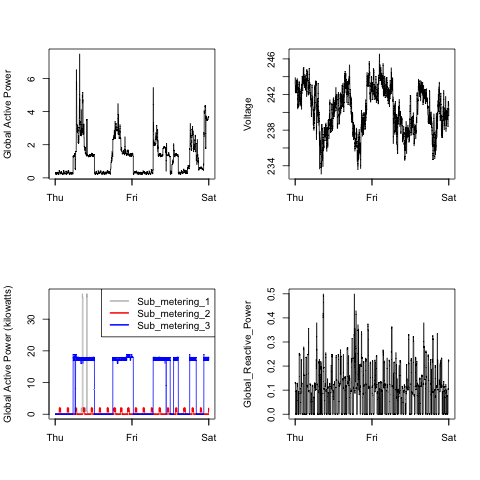 Global Active Power
6
4
2
0
Thu Fri Sat
Voltage
246
242
238
234
Thu Fri Sat
Global Active Power (kilowatts)
30
20
10
0
Sub_metering_1
Sub_metering_2
Sub_metering_3
Thu Fri Sat
Global_Reactive_Power
0.5
0.4
0.3
0.2
0.1
0.0
Thu Fri Sat